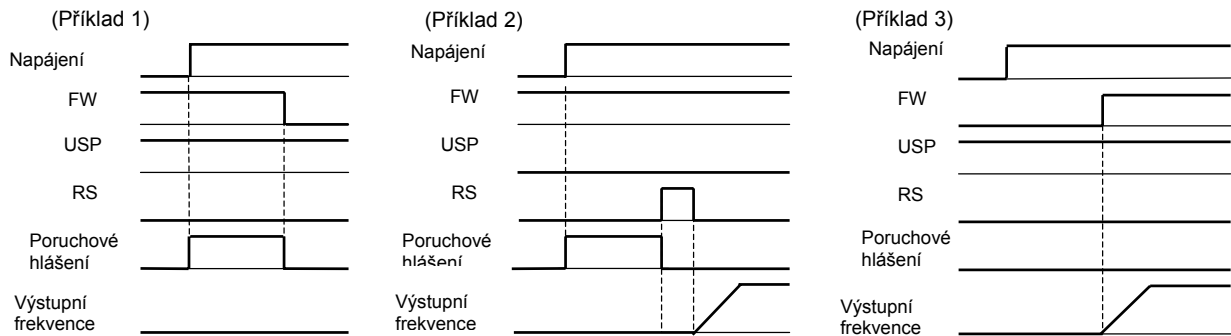 (Příklad 1)
Napájení
FW
USP
RS
Poruchové
hlášení
Výstupní
frekvence
(Příklad 2)
Napájení
FW
USP
RS
Poruchové
hlášení
Výstupní
frekvence
(Příklad 3)
Napájení
FW
USP
RS
Poruchové
hlášení
Výstupní
frekvence